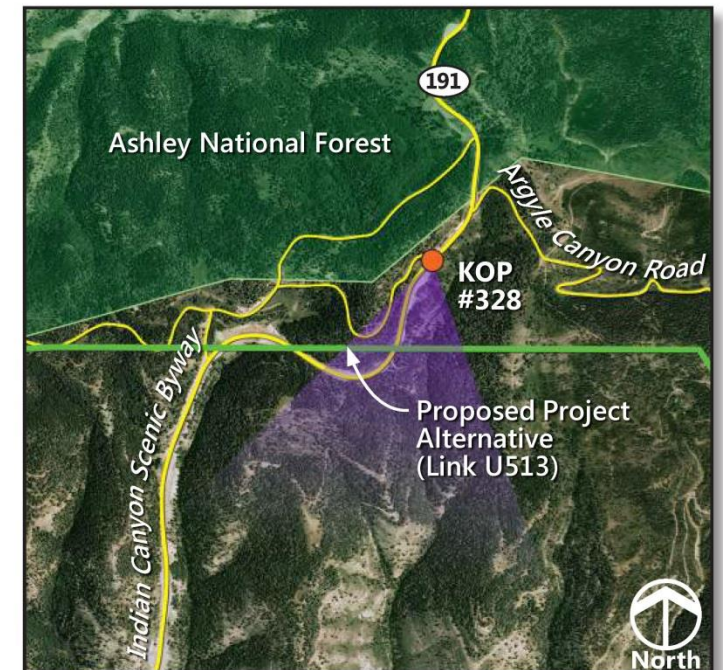 191
Ashley National Forest
Argyle Canyon Road
KOP
#328
Indian Canyon Scenic Byway
Proposed Project
Alternative
(Link U513)
North